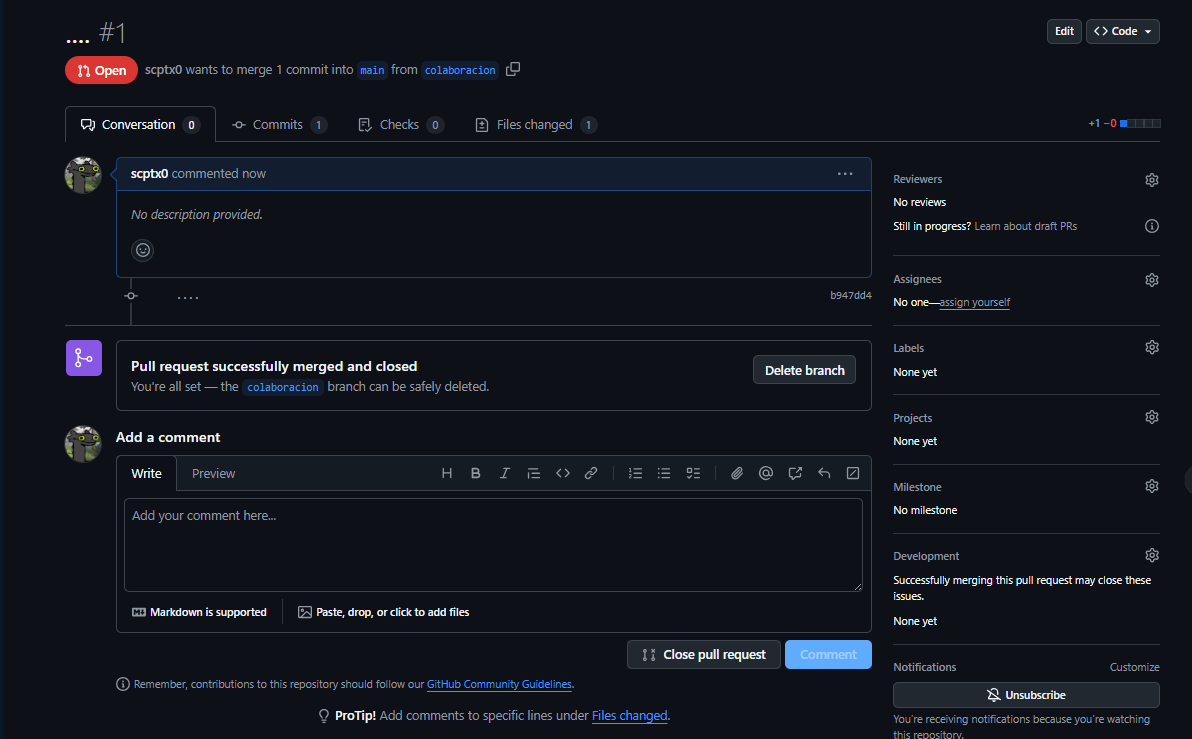 .... #1
Edit
Code
Open
scptx0 wants to merge 1 commit into main from colaboracion
Conversation 0
Commits 1
Checks 0
Files changed 1
+1 −0
scptx0 commented now
No description provided.
....
b947dd4
Pull request successfully merged and closed
You're all set — the colaboracion branch can be safely deleted.
Delete branch
Add a comment
Write
Preview
Add your comment here...
Markdown is supported
Paste, drop, or click to add files
Close pull request
Comment
Remember, contributions to this repository should follow our GitHub Community Guidelines.
ProTip! Add comments to specific lines under Files changed.
Reviewers
No reviews
Still in progress? Learn about draft PRs
Assignees
No one—assign yourself
Labels
None yet
Projects
None yet
Milestone
No milestone
Development
Successfully merging this pull request may close these
issues.
None yet
Notifications
Customize
Unsubscribe
You're receiving notifications because you're watching
this repository.